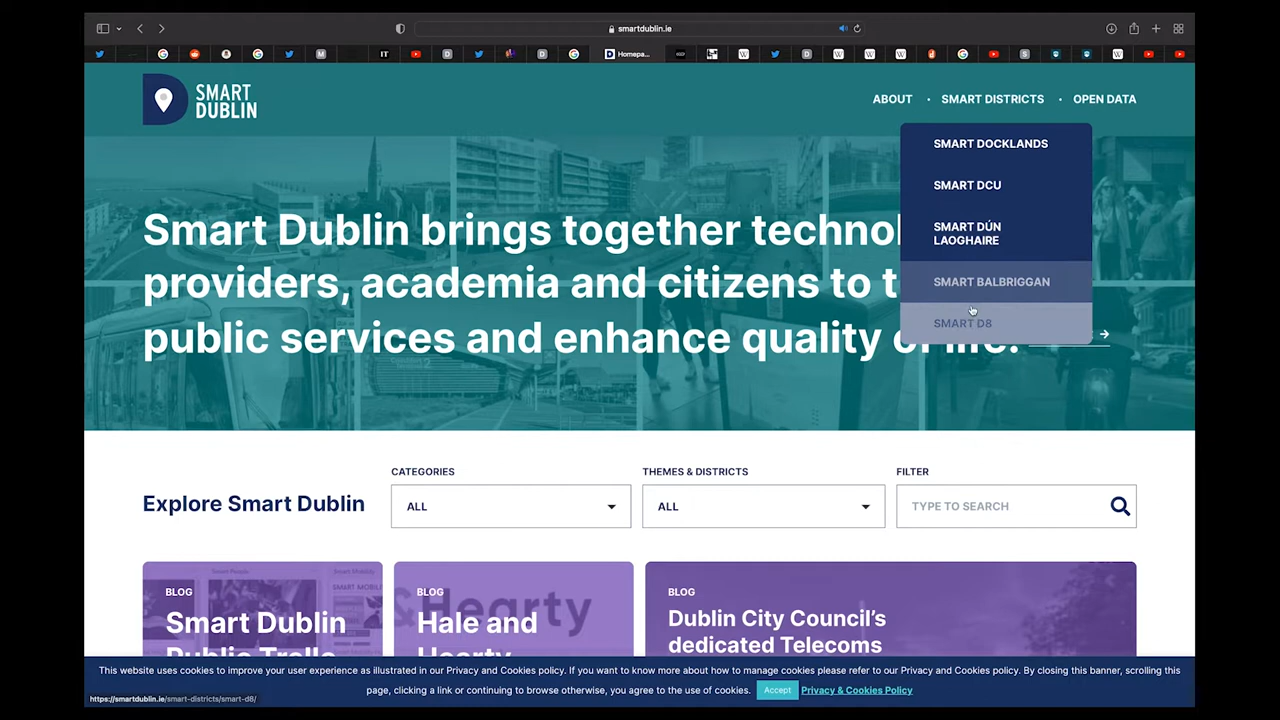 smartdublin.ie
IT
Homepa...
SMART
DUBLIN
ABOUT
SMART DISTRICTS
OPEN DATA
SMART DOCKLANDS
SMART DCU
SMART DÚN
LAOGHAIRE
SMART BALBRIGGAN
SMART D8
Smart Dublin brings together
providers, academia and citizens to
public services and enhance quality of life.
Explore Smart Dublin
CATEGORIES
ALL
THEMES & DISTRICTS
ALL
FILTER
TYPE TO SEARCH
BLOG
Smart Dublin
BLOG
Hale and
Hearty
&Hearty
BLOG
Dublin City Council's
dedicated Telecoms
This website uses cookies to improve your user experience as illustrated in our Privacy and Cookies policy. If you want to know more about how to manage cookies please refer to our Privacy and Cookies policy. By closing this banner, scrolling this
page, clicking a link or continuing to browse otherwise, you agree to the use of cookies.
Accept
Privacy & Cookies Policy
https://smartdublin.ie/smart-districts/smart-d8/